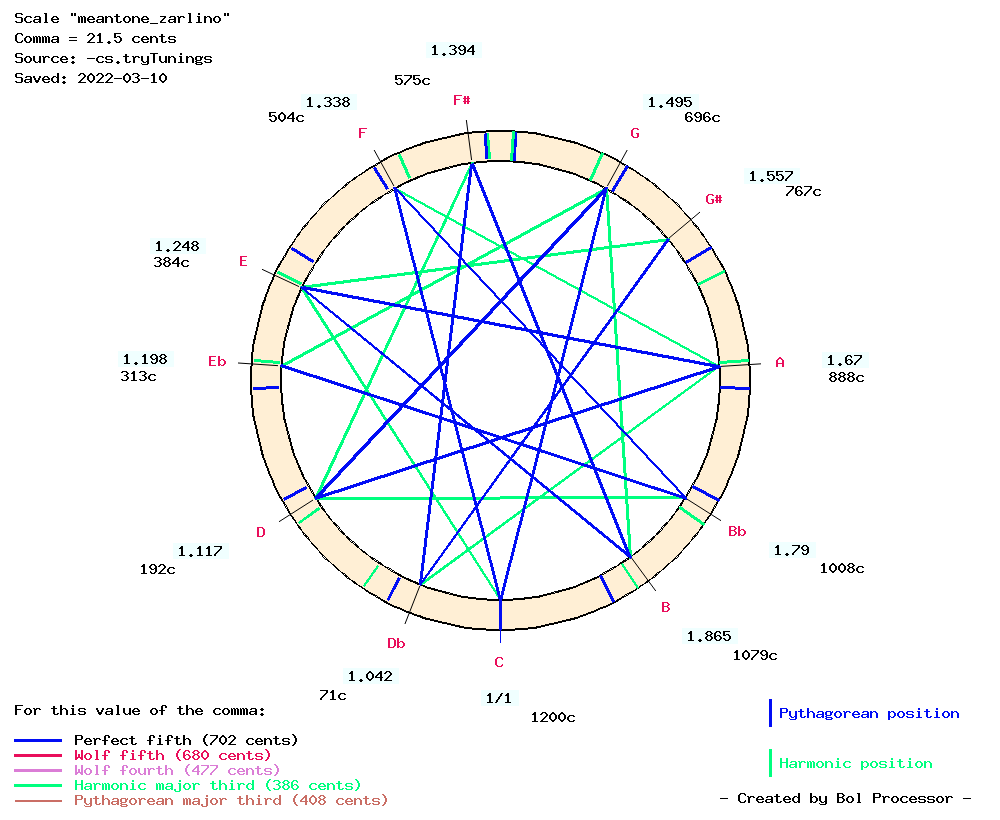 Scale "meantone_zarlino"
Comma = 21.5 cents
Source: -cs.tryTunings
Saved: 2022-03-10
1.394
575c
F#
1.338
504c
F
1.495
696c
G
1.557
767c
G#
1.248
384c
E
1.198
313c
Eb
A
1.67
888c
D
1.117
192c
Bb
1.79
1008c
B
1.865
1079c
Db
1.042
71c
C
1/1
1200c
For this value of the comma:
Perfect fifth (702 cents)
Wolf fifth (680 cents)
Wolf fourth (477 cents)
Harmonic major third (386 cents)
Pythagorean major third (408 cents)
Pythagorean position
Harmonic position
- Created by Bol Processor -